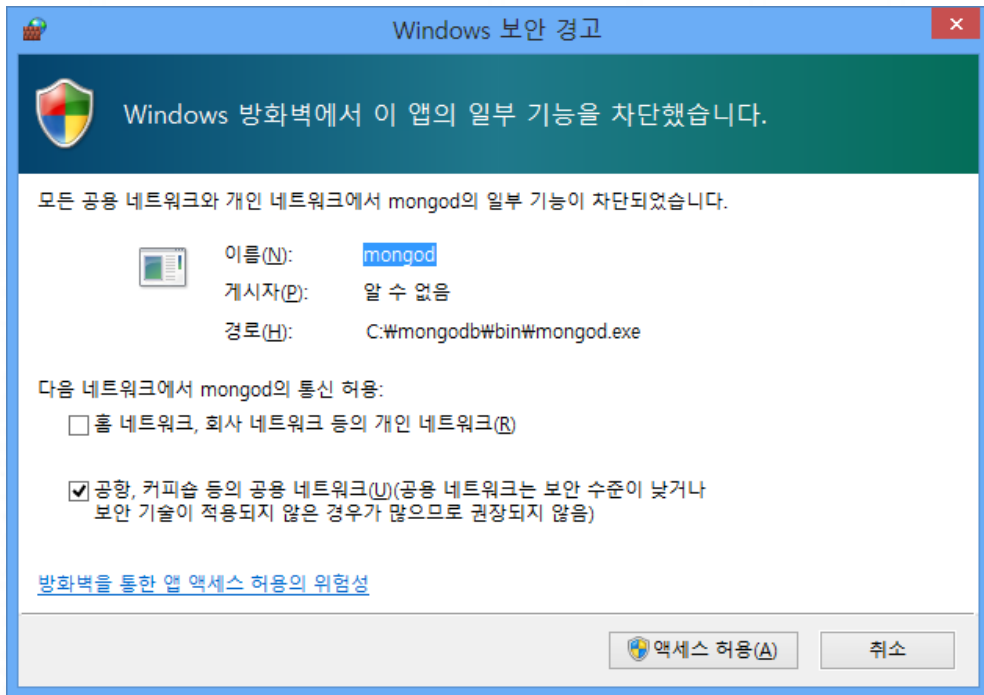 Windows 보안 경고
Windows 방화벽에서 이 앱의 일부 기능을 차단했습니다.
모든 공용 네트워크와 개인 네트워크에서 mongod의 일부 기능이 차단되었습니다.
이름(N): mongod
게시자(P): 알 수 없음
경로(H): C:₩mongodb₩bin₩mongod.exe
다음 네트워크에서 mongod의 통신 허용:
홈 네트워크, 회사 네트워크 등의 개인 네트워크(R)
공항, 커피숍 등의 공용 네트워크(U)(공용 네트워크는 보안 수준이 낮거나
보안 기술이 적용되지 않은 경우가 많으므로 권장되지 않음)
방화벽을 통한 앱 액세스 허용의 위험성
액세스 허용(A) 취소